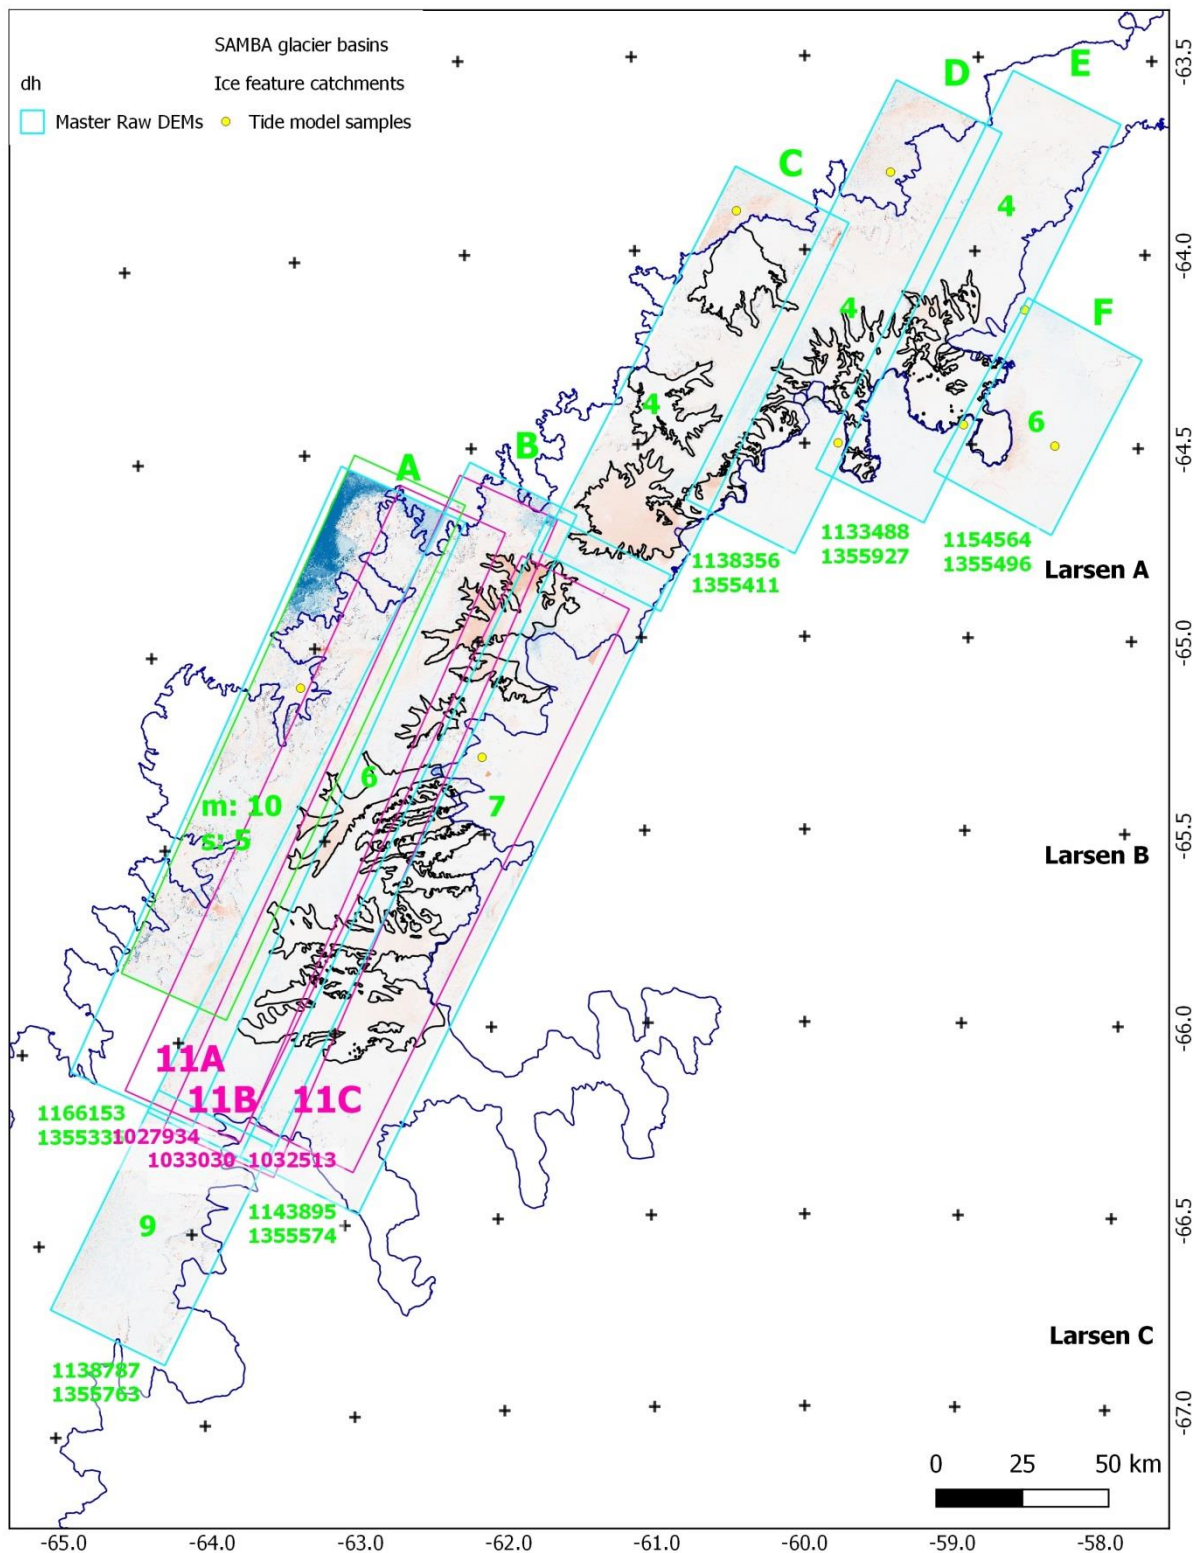 SAMBA glacier basins
dh
Ice feature catchments
Master Raw DEMs
Tide model samples
D
E
C
4
F
4
4
6
B
A
1138356
1355411
1133488
1355927
1154564
1355496
Larsen A
6
7
m: 10
s: 5
Larsen B
11A
11B
11C
1166153
135533
1027934
1033030
1032513
1143895
1355574
9
1138787
1355763
Larsen C
0 25 50 km
-63.5
-64.0
-64.5
-65.0
-65.5
-66.0
-66.5
-67.0
-65.0 -64.0 -63.0 -62.0 -61.0 -60.0 -59.0 -58.0